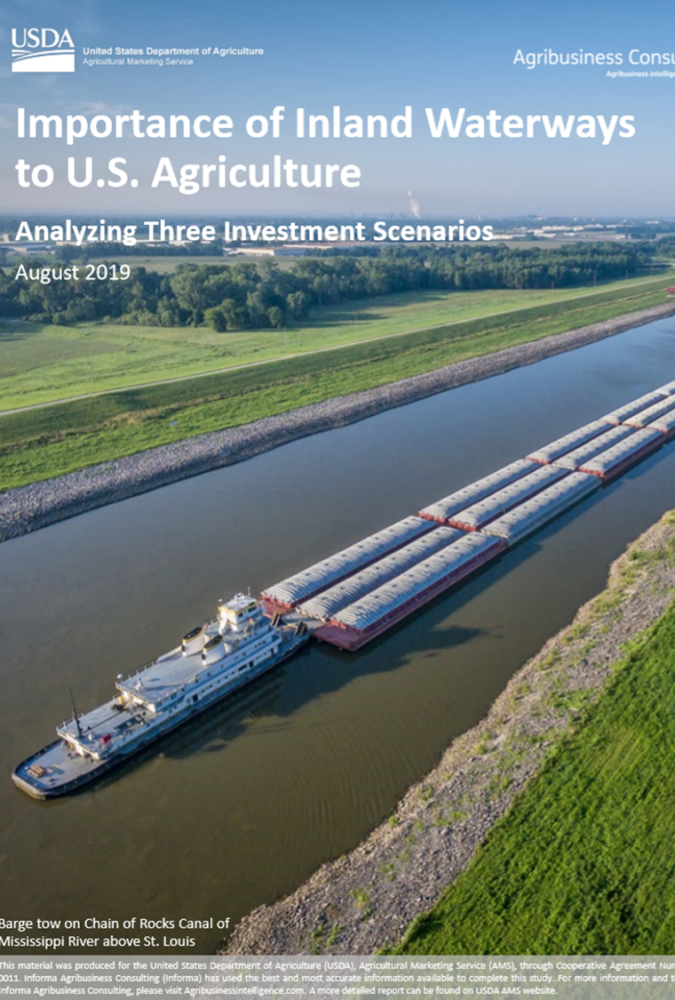 USDA
United States Department of Agriculture
Agricultural Marketing Service
Agribusiness Consu
Agribusiness intellige
Importance of Inland Waterways
to U.S. Agriculture
Analyzing Three Investment Scenarios
August 2019
Barge tow on Chain of Rocks Canal of
Mississippi River above St. Louis
This material was produced for the United States Department of Agriculture (USDA), Agricultural Marketing Service (AMS), through Cooperative Agreement Num
0011. Informa Agribusiness Consulting (Informa) has used the best and most accurate information available to complete this study. For more information and t
Informa Agribusiness Consulting, please visit Agribusinessintelligence.com. A more detailed report can be found on USDA AMS website.